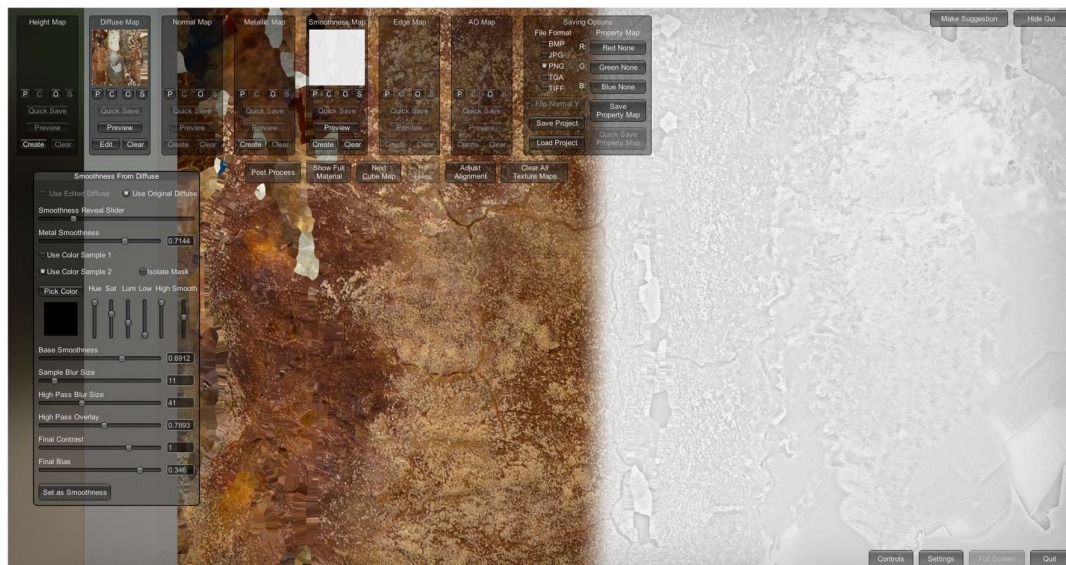 Height Map
Diffuse Map
Normal Map
Metallic Map
Smoothness Map
Edge Map
AO Map
Saving Options
Make Suggestion
Hide Gui
File Format
Property Map
BMP
JPG
PNG
TGA
TIFF
R:
Red None
G:
Green None
B:
Blue None
P C O S
P C O S
P C O S
P C O S
P C O S
P C O S
P C O S
Quick Save
Quick Save
Quick Save
Quick Save
Quick Save
Quick Save
Quick Save
Flip Normal Y
Save
Property Map
Preview
Preview
Preview
Preview
Preview
Preview
Preview
Save Project
Create Clear
Edit Clear
Create Clear
Create Clear
Create Clear
Create Clear
Create Clear
Load Project
Quick Save
Property Map
Post Process
Show Full
Material
Next
Cube Map
Adjust
Alignment
Clear All
Texture Maps
Smoothness From Diffuse
Use Edited Diffuse
Use Original Diffuse
Smoothness Reveal Slider
Metal Smoothness
0.7144
Use Color Sample 1
Use Color Sample 2
Isolate Mask
Pick Color
Hue Sat Lum Low High Smooth
Base Smoothness
0.6912
Sample Blur Size
11
High Pass Blur Size
41
High Pass Overlay
0.7893
Final Contrast
1
Final Bias
0.346
Set as Smoothness
Controls
Settings
Full Screen
Quit